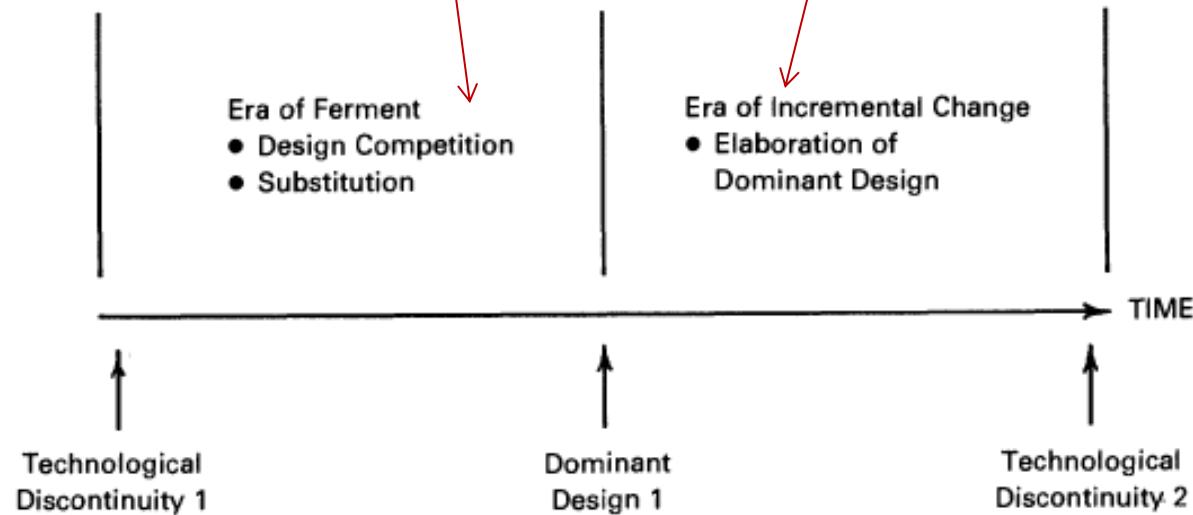 Era of Ferment
● Design Competition
● Substitution
Era of Incremental Change
● Elaboration of
Dominant Design
TIME
Technological
Discontinuity 1
Dominant
Design 1
Technological
Discontinuity 2